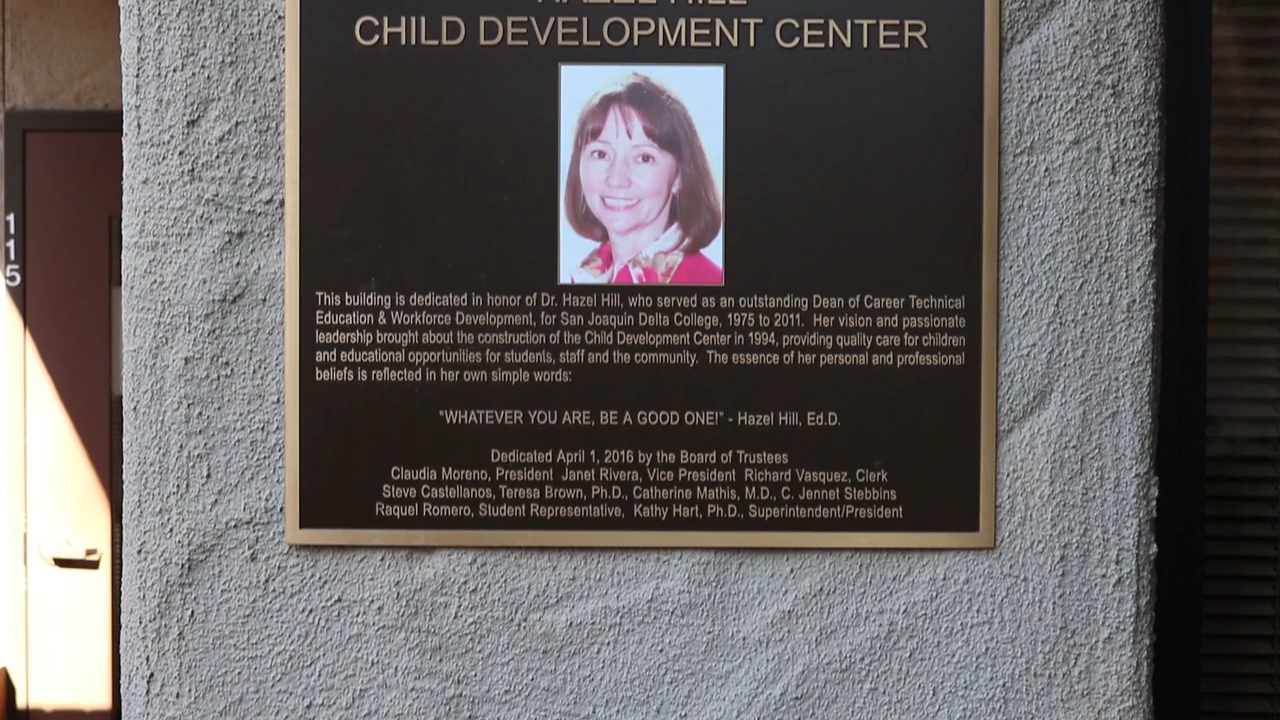 HAZEL HILL
CHILD DEVELOPMENT CENTER
This building is dedicated in honor of Dr. Hazel Hill, who served as an outstanding Dean of Career Technical
Education & Workforce Development, for San Joaquin Delta College, 1975 to 2011. Her vision and passionate
leadership brought about the construction of the Child Development Center in 1994, providing quality care for children
and educational opportunities for students, staff and the community. The essence of her personal and professional
beliefs is reflected in her own simple words:
"WHATEVER YOU ARE, BE A GOOD ONE!" - Hazel Hill, Ed.D.
Dedicated April 1, 2016 by the Board of Trustees
Claudia Moreno, President Janet Rivera, Vice President Richard Vasquez, Clerk
Steve Castellanos, Teresa Brown, Ph.D., Catherine Mathis, M.D., C. Jennet Stebbins
Raquel Romero, Student Representative, Kathy Hart, Ph.D., Superintendent/President
115